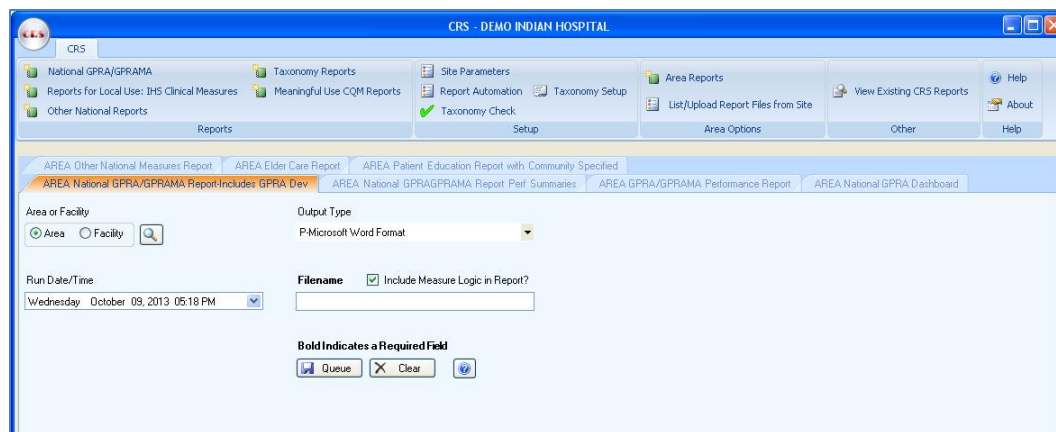 CRS - DEMO INDIAN HOSPITAL
CRS
CRS
National GPRA/GPRAMA
Reports for Local Use: IHS Clinical Measures
Other National Reports
Taxonomy Reports
Meaningful Use CQM Reports
Reports
Site Parameters
Report Automation
Taxonomy Setup
Taxonomy Check
Setup
Area Reports
List/Upload Report Files from Site
Area Options
View Existing CRS Reports
Other
Help
About
Help
AREA Other National Measures Report
AREA Elder Care Report
AREA Patient Education Report with Community Specified
AREA National GPRA/GPRAMA Report-Includes GPRA Dev
AREA National GPRAGPRAMA Report Perf Summaries
AREA GPRA/GPRAMA Performance Report
AREA National GPRA Dashboard
Area or Facility
Area
Facility
Output Type
P-Microsoft Word Format
Run Date/Time
Wednesday October 09, 2013 05:18 PM
Filename
Include Measure Logic in Report?
Bold Indicates a Required Field
Queue
Clear